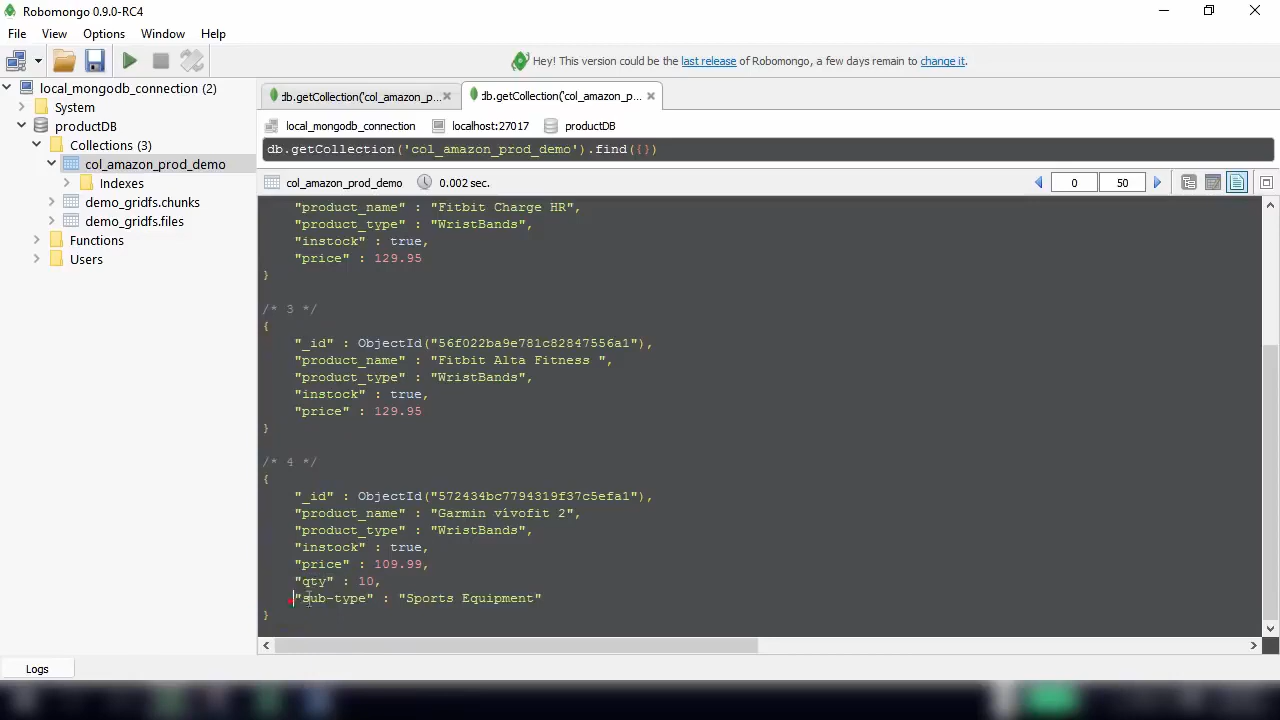 Robomongo 0.9.0-RC4
File View Options Window Help
Hey! This version could be the last release of Robomongo, a few days remain to change it.
local_mongodb_connection (2)
System
productDB
Collections (3)
col_amazon_prod_demo
Indexes
demo_gridfs.chunks
demo_gridfs.files
Functions
Users
db.getCollection('col_amazon_p... db.getCollection('col_amazon_p...
local_mongodb_connection localhost:27017 productDB
db.getCollection('col_amazon_prod_demo').find({})
col_amazon_prod_demo 0.002 sec. 0 50
"product_name" : "Fitbit Charge HR",
"product_type" : "WristBands",
"instock" : true,
"price" : 129.95
}
/* 3 */
{
"_id" : ObjectId("56f022ba9e781c82847556a1"),
"product_name" : "Fitbit Alta Fitness ",
"product_type" : "WristBands",
"instock" : true,
"price" : 129.95
}
/* 4 */
{
"_id" : ObjectId("572434bc7794319f37c5efa1"),
"product_name" : "Garmin vívofit 2",
"product_type" : "WristBands",
"instock" : true,
"price" : 109.99,
"qty" : 10,
"sub-type" : "Sports Equipment"
}
Logs